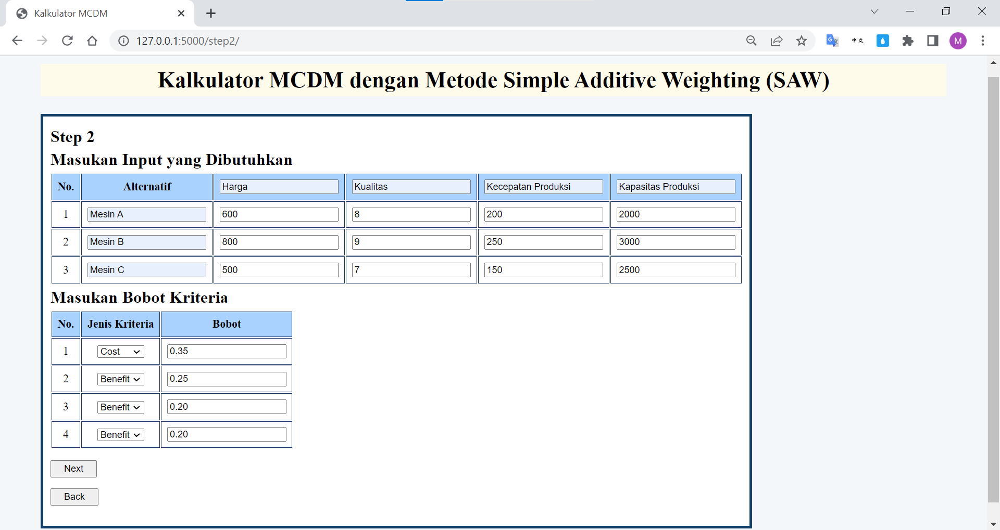 Kalkulator MCDM
127.0.0.1:5000/step2/
M
Kalkulator MCDM dengan Metode Simple Additive Weighting (SAW)
Step 2
Masukan Input yang Dibutuhkan
No. Alternatif Harga Kualitas Kecepatan Produksi Kapasitas Produksi
1 Mesin A 600 8 200 2000
2 Mesin B 800 9 250 3000
3 Mesin C 500 7 150 2500
Masukan Bobot Kriteria
No. Jenis Kriteria Bobot
1 Cost 0.35
2 Benefit 0.25
3 Benefit 0.20
4 Benefit 0.20
Next
Back